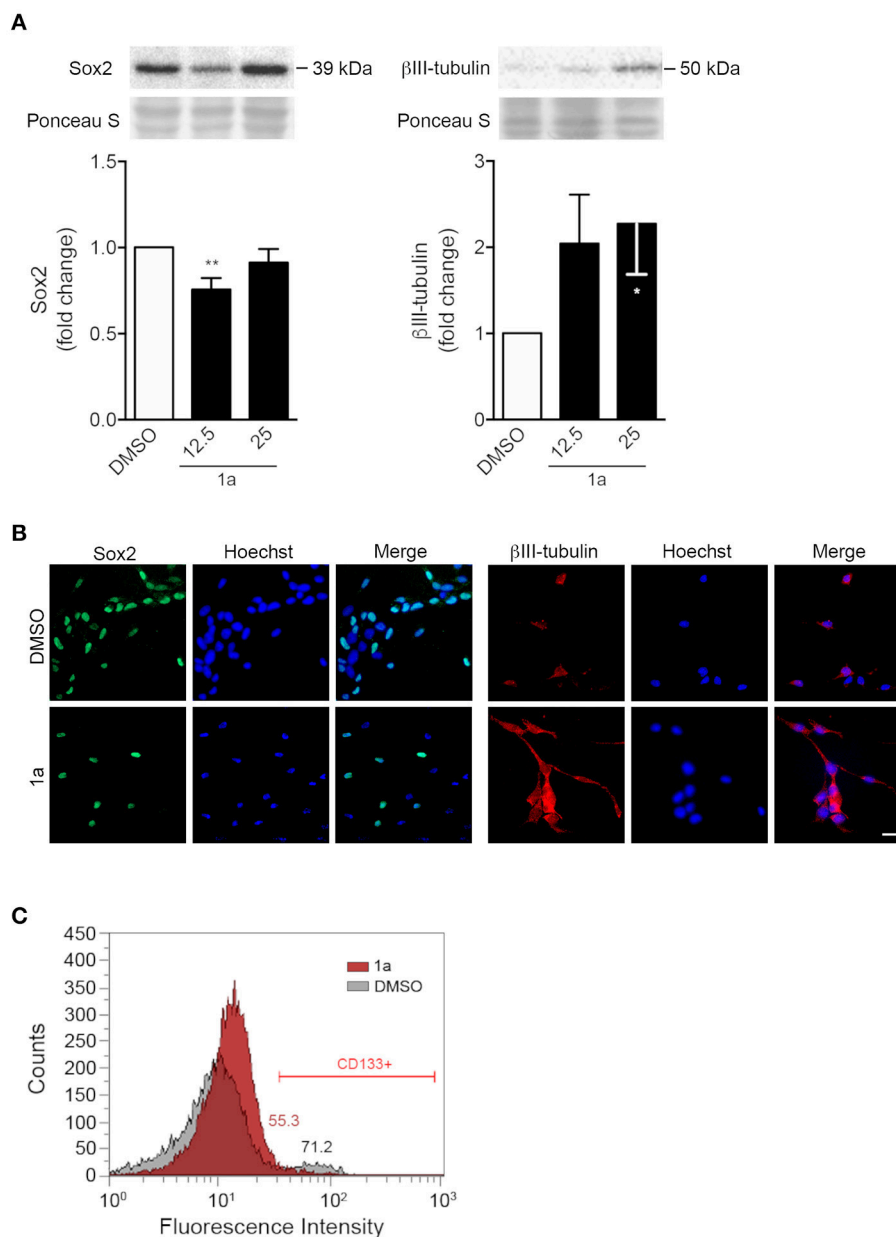 A
Sox2
39 kDa
βIII-tubulin
50 kDa
Ponceau S
Ponceau S
1.5
1.0
0.5
0.0
Sox2
(fold change)
**
DMSO
12.5
25
1a
3
2
1
0
βIII-tubulin
(fold change)
*
DMSO
12.5
25
1a
B
Sox2
Hoechst
Merge
βIII-tubulin
Hoechst
Merge
DMSO
1a
C
450
400
350
300
250
200
150
100
50
0
Counts
1a
DMSO
CD133+
55.3
71.2
10⁰
10¹
10²
10³
Fluorescence Intensity